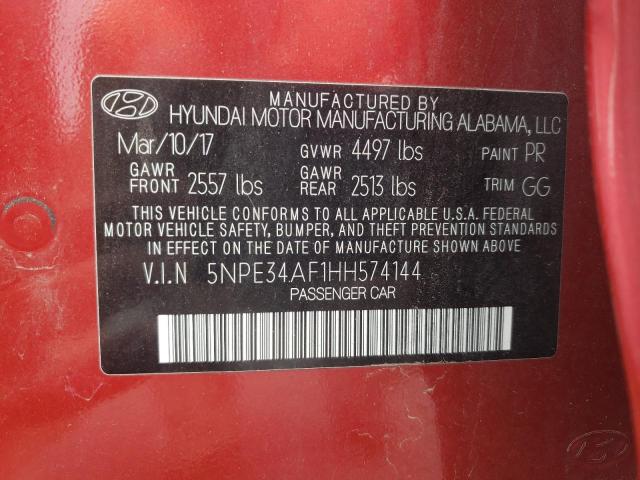 MANUFACTURED BY
HYUNDAI MOTOR MANUFACTURING ALABAMA, LLC
Mar/10/17 GVWR 4497 lbs PAINT PR
GAWR FRONT 2557 lbs GAWR REAR 2513 lbs TRIM GG
THIS VEHICLE CONFORMS TO ALL APPLICABLE U.S.A. FEDERAL
MOTOR VEHICLE SAFETY, BUMPER, AND THEFT PREVENTION STANDARDS
IN EFFECT ON THE DATE OF MANUFACTURE SHOWN ABOVE.
V.I.N 5NPE34AF1HH574144
PASSENGER CAR